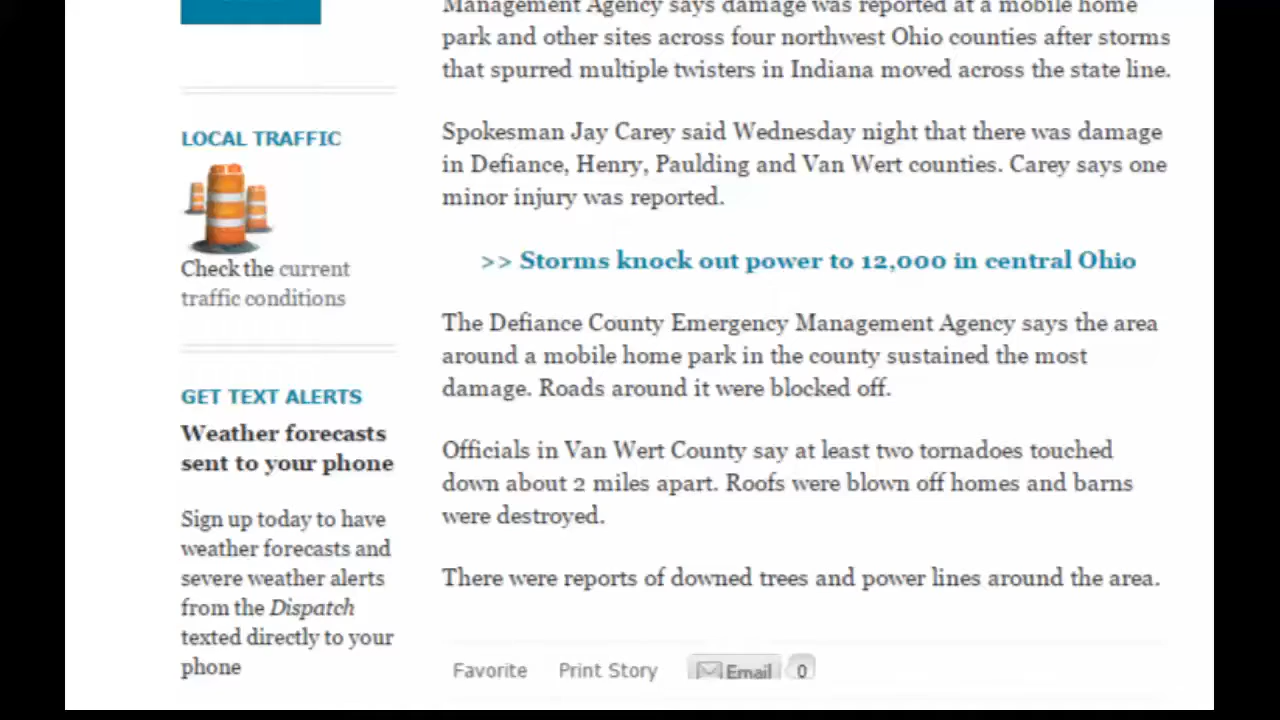 Management Agency says damage was reported at a mobile home
park and other sites across four northwest Ohio counties after storms
that spurred multiple twisters in Indiana moved across the state line.
Spokesman Jay Carey said Wednesday night that there was damage
in Defiance, Henry, Paulding and Van Wert counties. Carey says one
minor injury was reported.
>> Storms knock out power to 12,000 in central Ohio
The Defiance County Emergency Management Agency says the area
around a mobile home park in the county sustained the most
damage. Roads around it were blocked off.
Officials in Van Wert County say at least two tornadoes touched
down about 2 miles apart. Roofs were blown off homes and barns
were destroyed.
There were reports of downed trees and power lines around the area.
Favorite Print Story Email 0
LOCAL TRAFFIC
Check the current
traffic conditions
GET TEXT ALERTS
Weather forecasts
sent to your phone
Sign up today to have
weather forecasts and
severe weather alerts
from the Dispatch
texted directly to your
phone